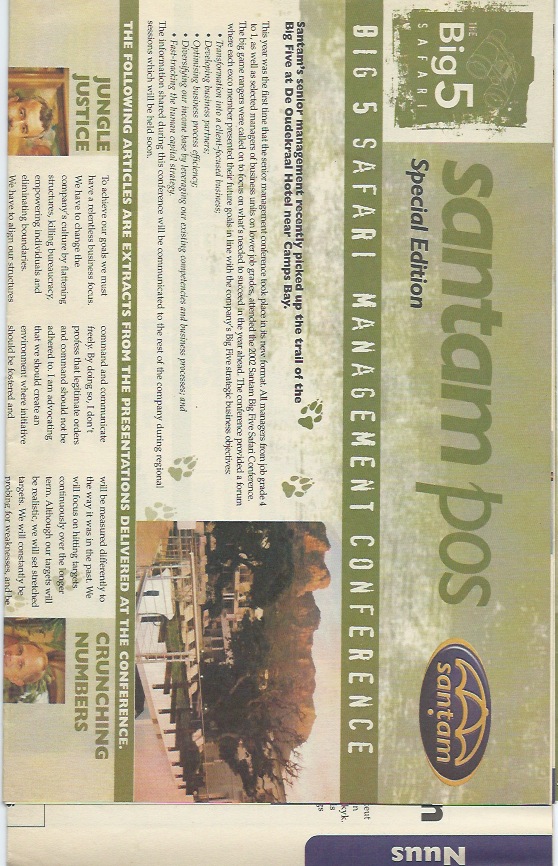 THE
Big5
SAFARI
santam pos
Special Edition
santam
BIG 5 SAFARI MANAGEMENT CONFERENCE
Santam's senior management recently picked up the trail of the
Big Five at De Oudekraal Hotel near Camps Bay.
This year was the first time that the senior management conference took place in its new format. All managers from job grade 4
to 1, as well as selected managers of business units on lower job grades, attended the 2002 Santam Big Five Safari Conference.
The big game rangers were called on to focus on what's needed to succeed in the year ahead. The conference provided a forum
where each exco member presented their future goals in line with the company's Big Five strategic business objectives:
• Transformation into a client-focused business;
• Developing business partners;
• Optimising business process efficiency;
• Diversifying our income base by leveraging our existing competencies and business processes; and
• Fast-tracking the human capital strategy.
The information shared during this conference will be communicated to the rest of the company during regional
sessions which will be held soon.
THE FOLLOWING ARTICLES ARE EXTRACTS FROM THE PRESENTATIONS DELIVERED AT THE CONFERENCE.
JUNGLE
JUSTICE
To achieve our goals we must
have a relentless business focus.
We have to change the
company's culture by flattening
structures, killing bureaucracy,
empowering individuals and
eliminating boundaries.
We have to align our structures
command and communicate
freely. By doing so, I don't
profess that legitimate orders
and command should not be
adhered to. I am advocating
that we should create an
environment where initiative
should be fostered and
will be measured differently to
the way it was in the past. We
will focus on hitting targets
continuously over the longer
term. Although our targets will
be realistic, we will set stretched
targets. We will constantly be
probing for weaknesses, and be
CRUNCHING
NUMBERS
Nuus
n
kyk.